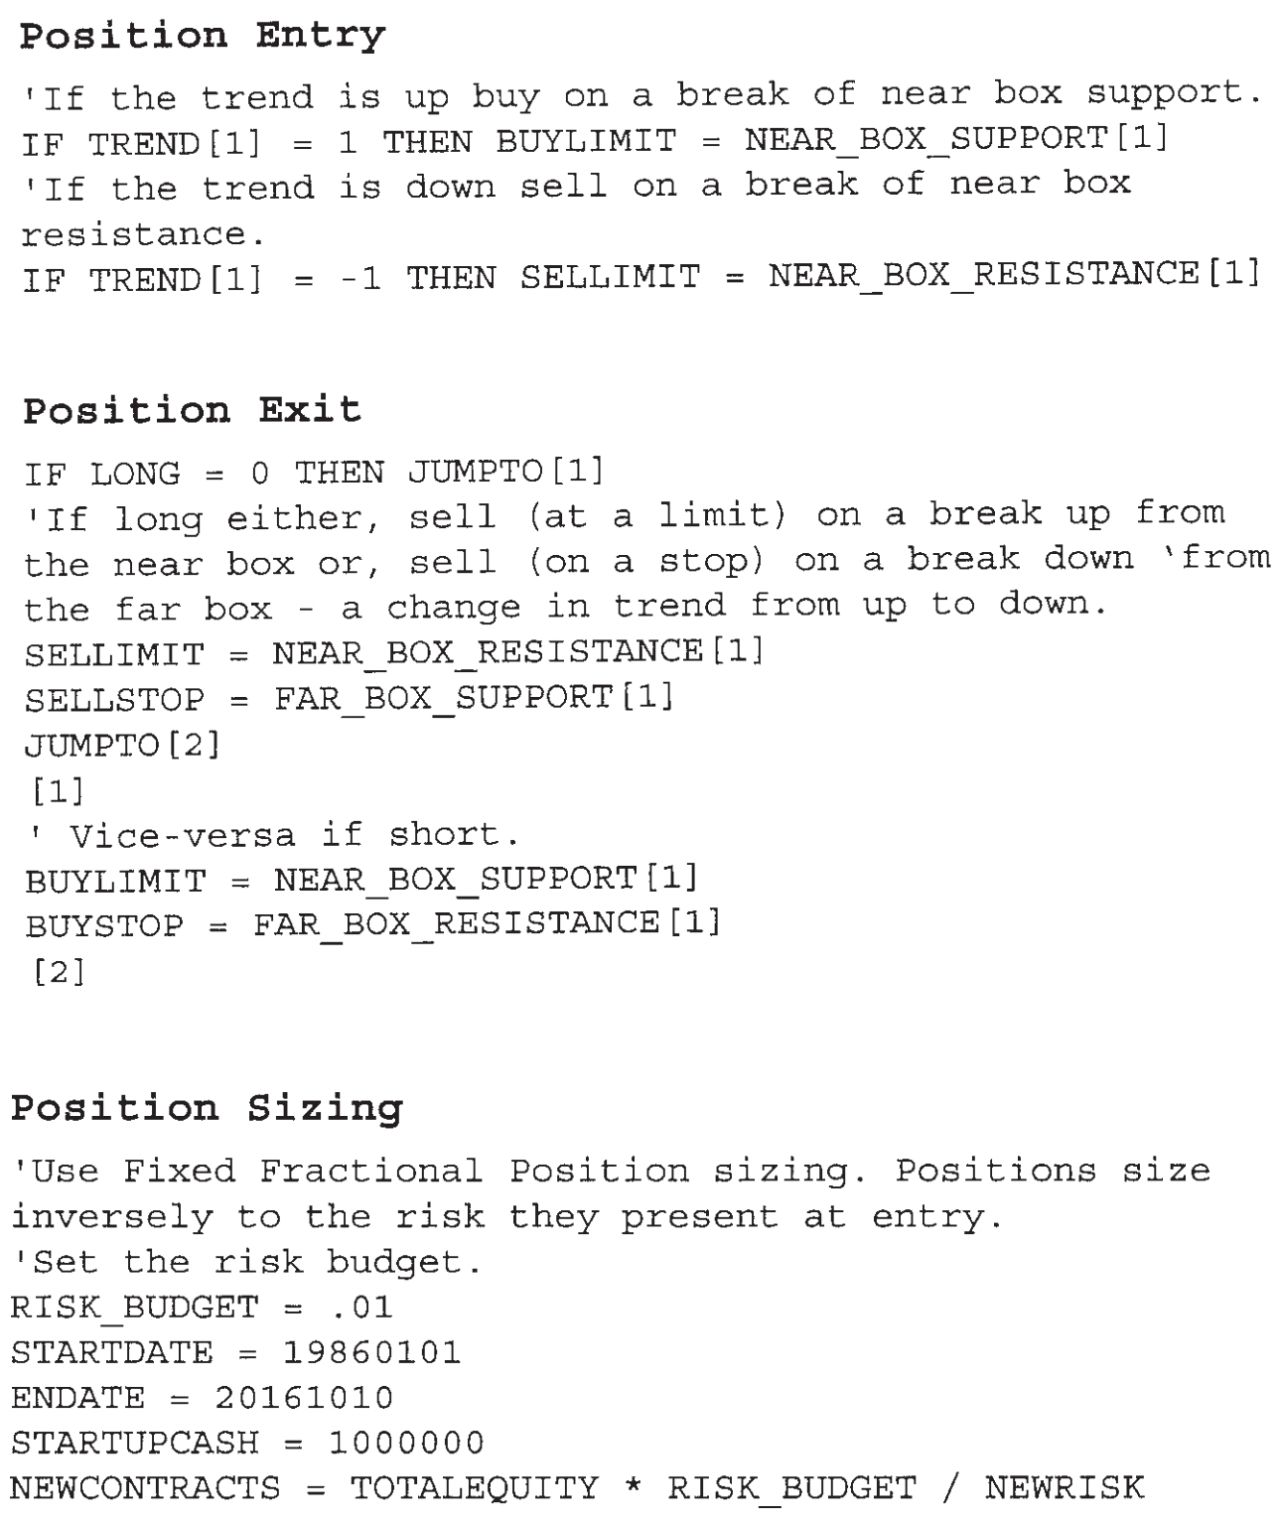 Position Entry
'If the trend is up buy on a break of near box support.
IF TREND[1] = 1 THEN BUYLIMIT = NEAR_BOX_SUPPORT[1]
'If the trend is down sell on a break of near box
resistance.
IF TREND[1] = -1 THEN SELLIMIT = NEAR_BOX_RESISTANCE[1]
Position Exit
IF LONG = 0 THEN JUMPTO[1]
'If long either, sell (at a limit) on a break up from
the near box or, sell (on a stop) on a break down ‘from
the far box - a change in trend from up to down.
SELLIMIT = NEAR_BOX_RESISTANCE[1]
SELLSTOP = FAR_BOX_SUPPORT[1]
JUMPTO[2]
[1]
' Vice-versa if short.
BUYLIMIT = NEAR_BOX_SUPPORT[1]
BUYSTOP = FAR_BOX_RESISTANCE[1]
[2]
Position Sizing
'Use Fixed Fractional Position sizing. Positions size
inversely to the risk they present at entry.
'Set the risk budget.
RISK_BUDGET = .01
STARTDATE = 19860101
ENDATE = 20161010
STARTUPCASH = 1000000
NEWCONTRACTS = TOTALEQUITY * RISK_BUDGET / NEWRISK